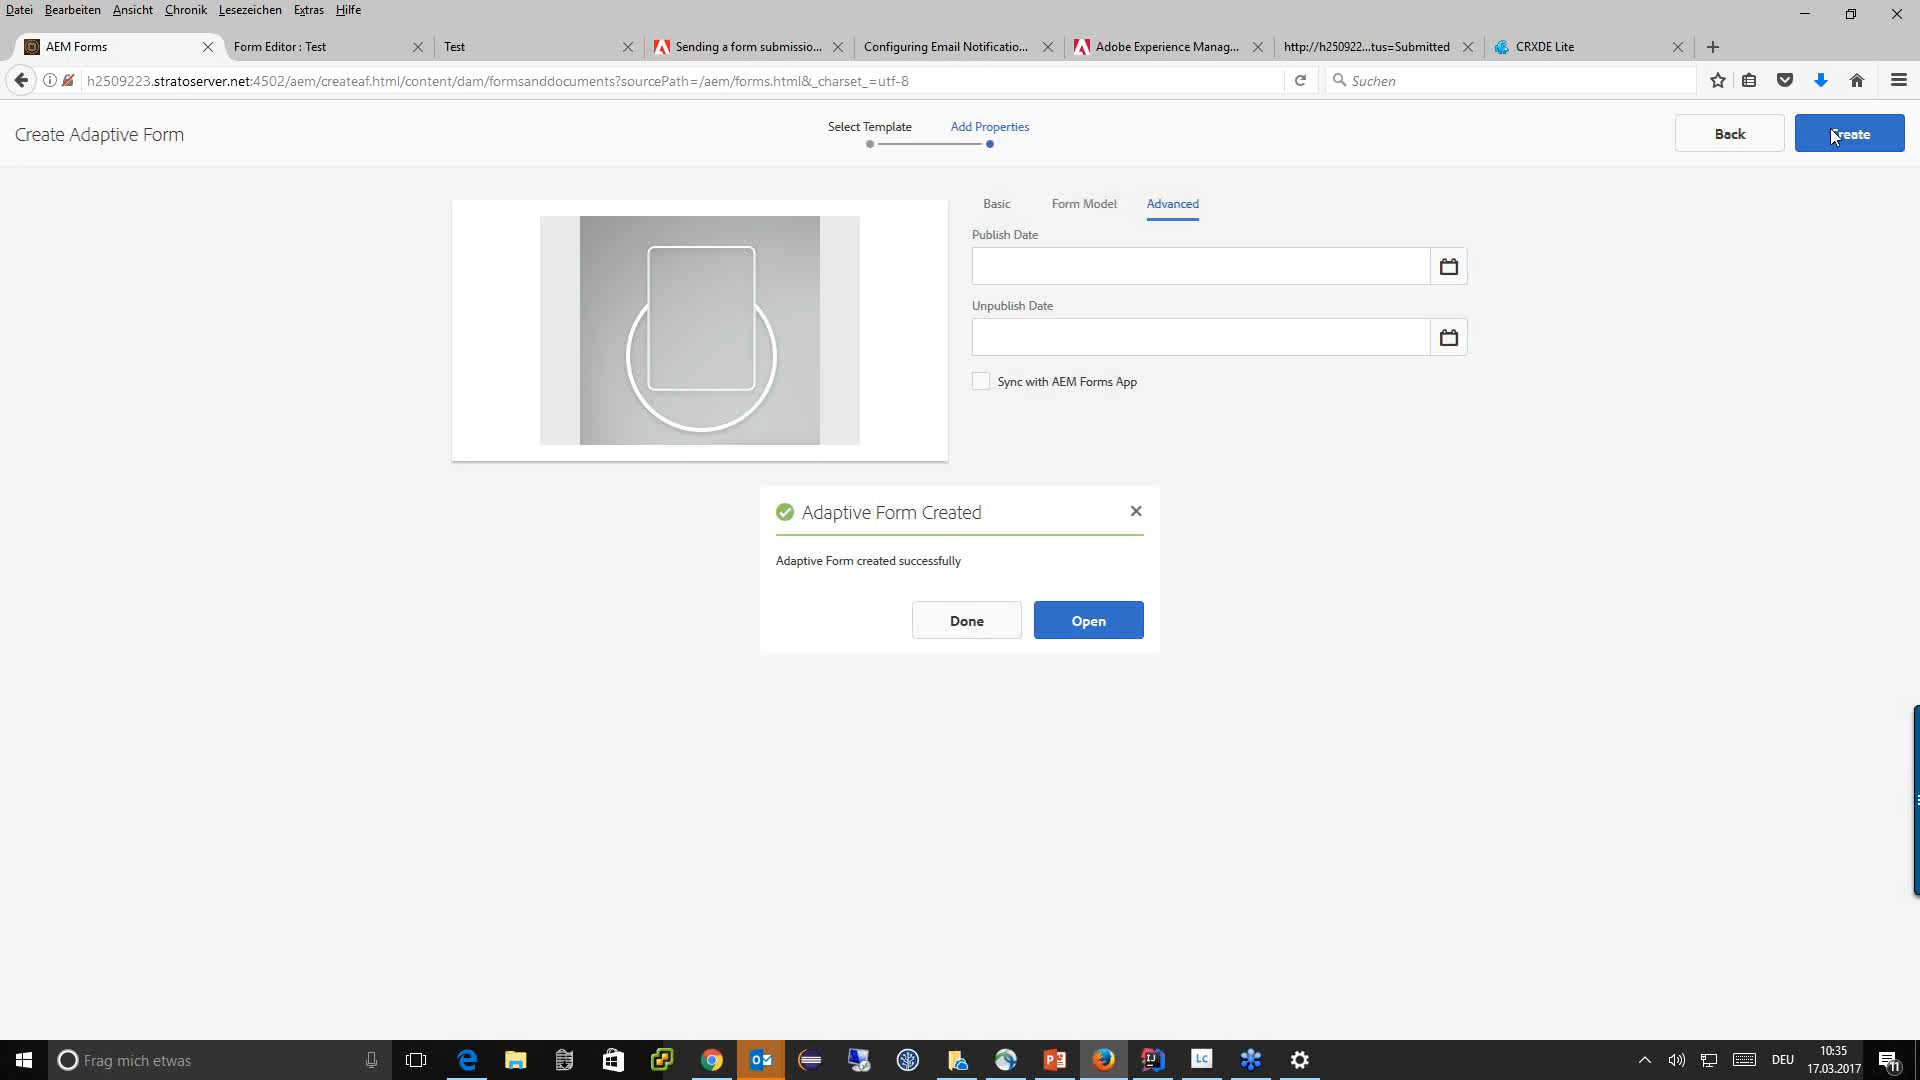 Datei Bearbeiten Ansicht Chronik Lesezeichen Extras Hilfe
AEM Forms Form Editor : Test Test Sending a form submissio... Configuring Email Notificatio... Adobe Experience Manag... http://h250922...tus=Submitted CRXDE Lite
h2509223.stratoserver.net:4502/aem/createaf.html/content/dam/formsanddocuments?sourcePath=/aem/forms.html&_charset_=utf-8 Suchen
Create Adaptive Form Select Template Add Properties Back
Basic Form Model Advanced
Publish Date
Unpublish Date
Sync with AEM Forms App
Adaptive Form Created
Adaptive Form created successfully
Done Open
Frag mich etwas LC DEU 10:35
17.03.2017 11